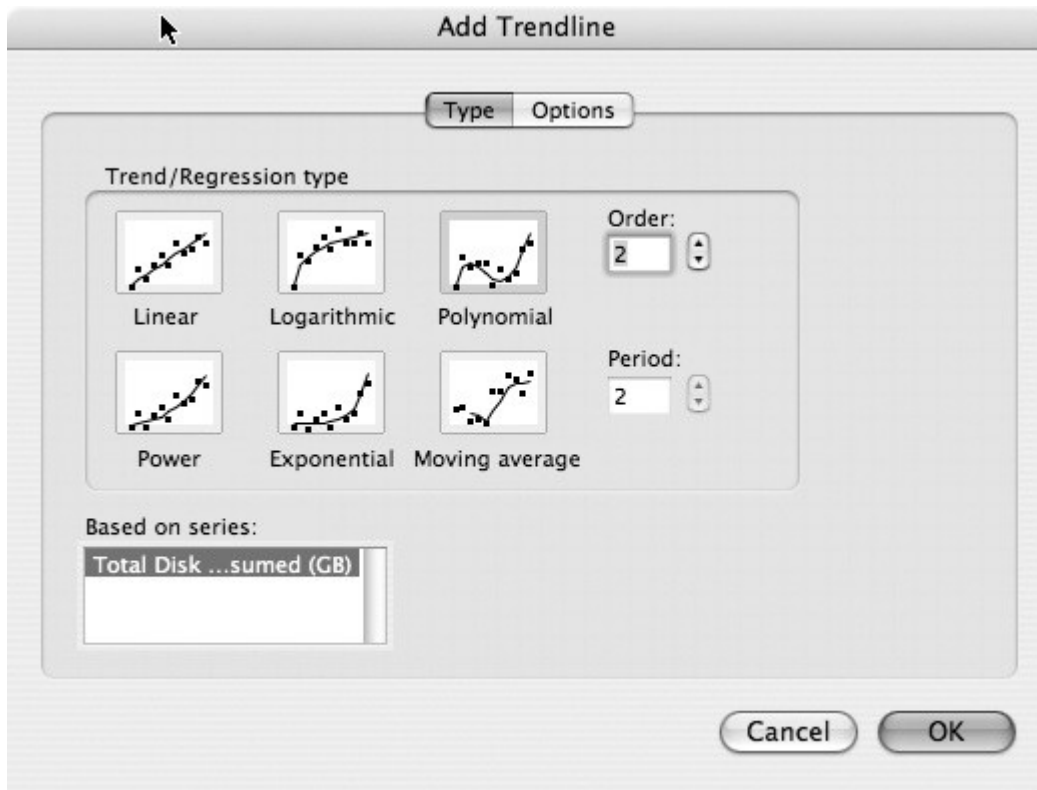 Add Trendline
Type Options
Trend/Regression type
Linear Logarithmic Polynomial
Order:
2
Power Exponential Moving average
Period:
2
Based on series:
Total Disk ...sumed (GB)
Cancel OK